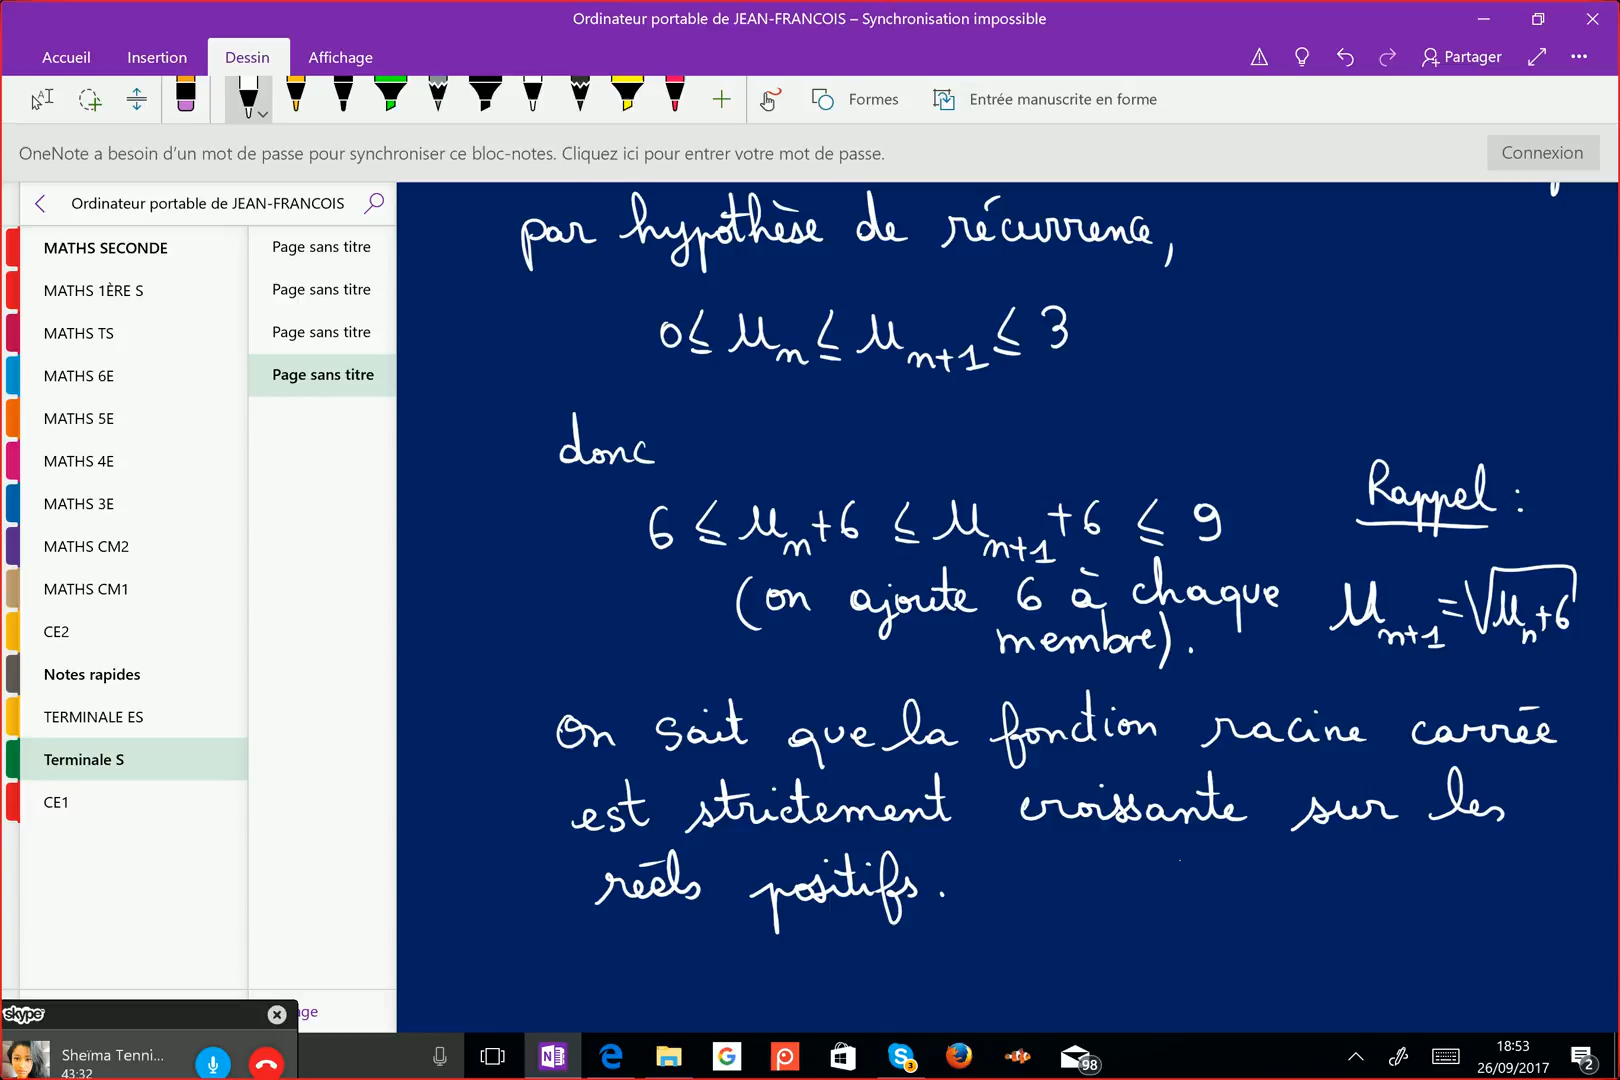 Ordinateur portable de JEAN-FRANCOIS – Synchronisation impossible
Accueil
Insertion
Dessin
Affichage
Partager
Formes
Entrée manuscrite en forme
OneNote a besoin d'un mot de passe pour synchroniser ce bloc-notes. Cliquez ici pour entrer votre mot de passe.
Connexion
Ordinateur portable de JEAN-FRANCOIS
MATHS SECONDE
MATHS 1ÈRE S
MATHS TS
MATHS 6E
MATHS 5E
MATHS 4E
MATHS 3E
MATHS CM2
MATHS CM1
CE2
Notes rapides
TERMINALE ES
Terminale S
CE1
Page sans titre
Page sans titre
Page sans titre
Page sans titre
par hypothèse de récurrence,
0 ≤ u_n ≤ u_{n+1} ≤ 3
donc
6 ≤ u_n + 6 ≤ u_{n+1} + 6 ≤ 9
(on ajoute 6 à chaque
membre).
Rappel :
u_{n+1} = √(u_n + 6)
On sait que la fonction racine carrée
est strictement croissante sur les
réels positifs.
skype
Sheïma Tenni...
43:32
98
3
18:53
26/09/2017
2